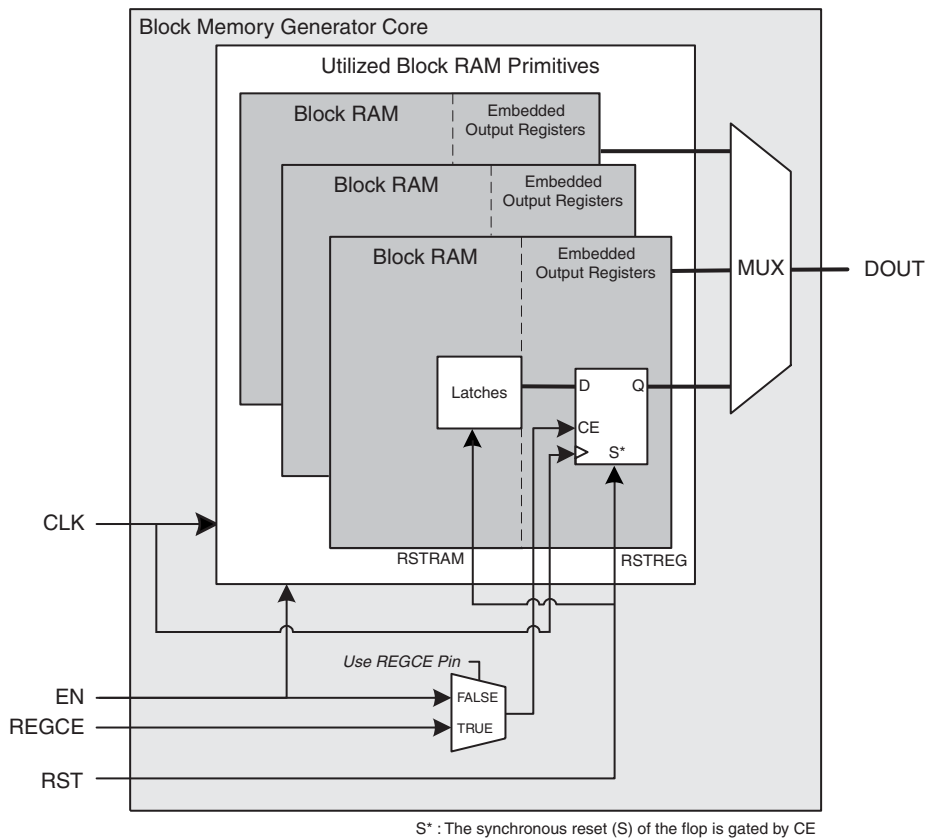 Block Memory Generator Core
Utilized Block RAM Primitives
Block RAM
Embedded
Output Registers
Block RAM
Embedded
Output Registers
Block RAM
Embedded
Output Registers
MUX
DOUT
Latches
D
Q
CE
S*
CLK
RSTRAM
RSTREG
Use REGCE Pin
EN
FALSE
REGCE
TRUE
RST
S* : The synchronous reset (S) of the flop is gated by CE